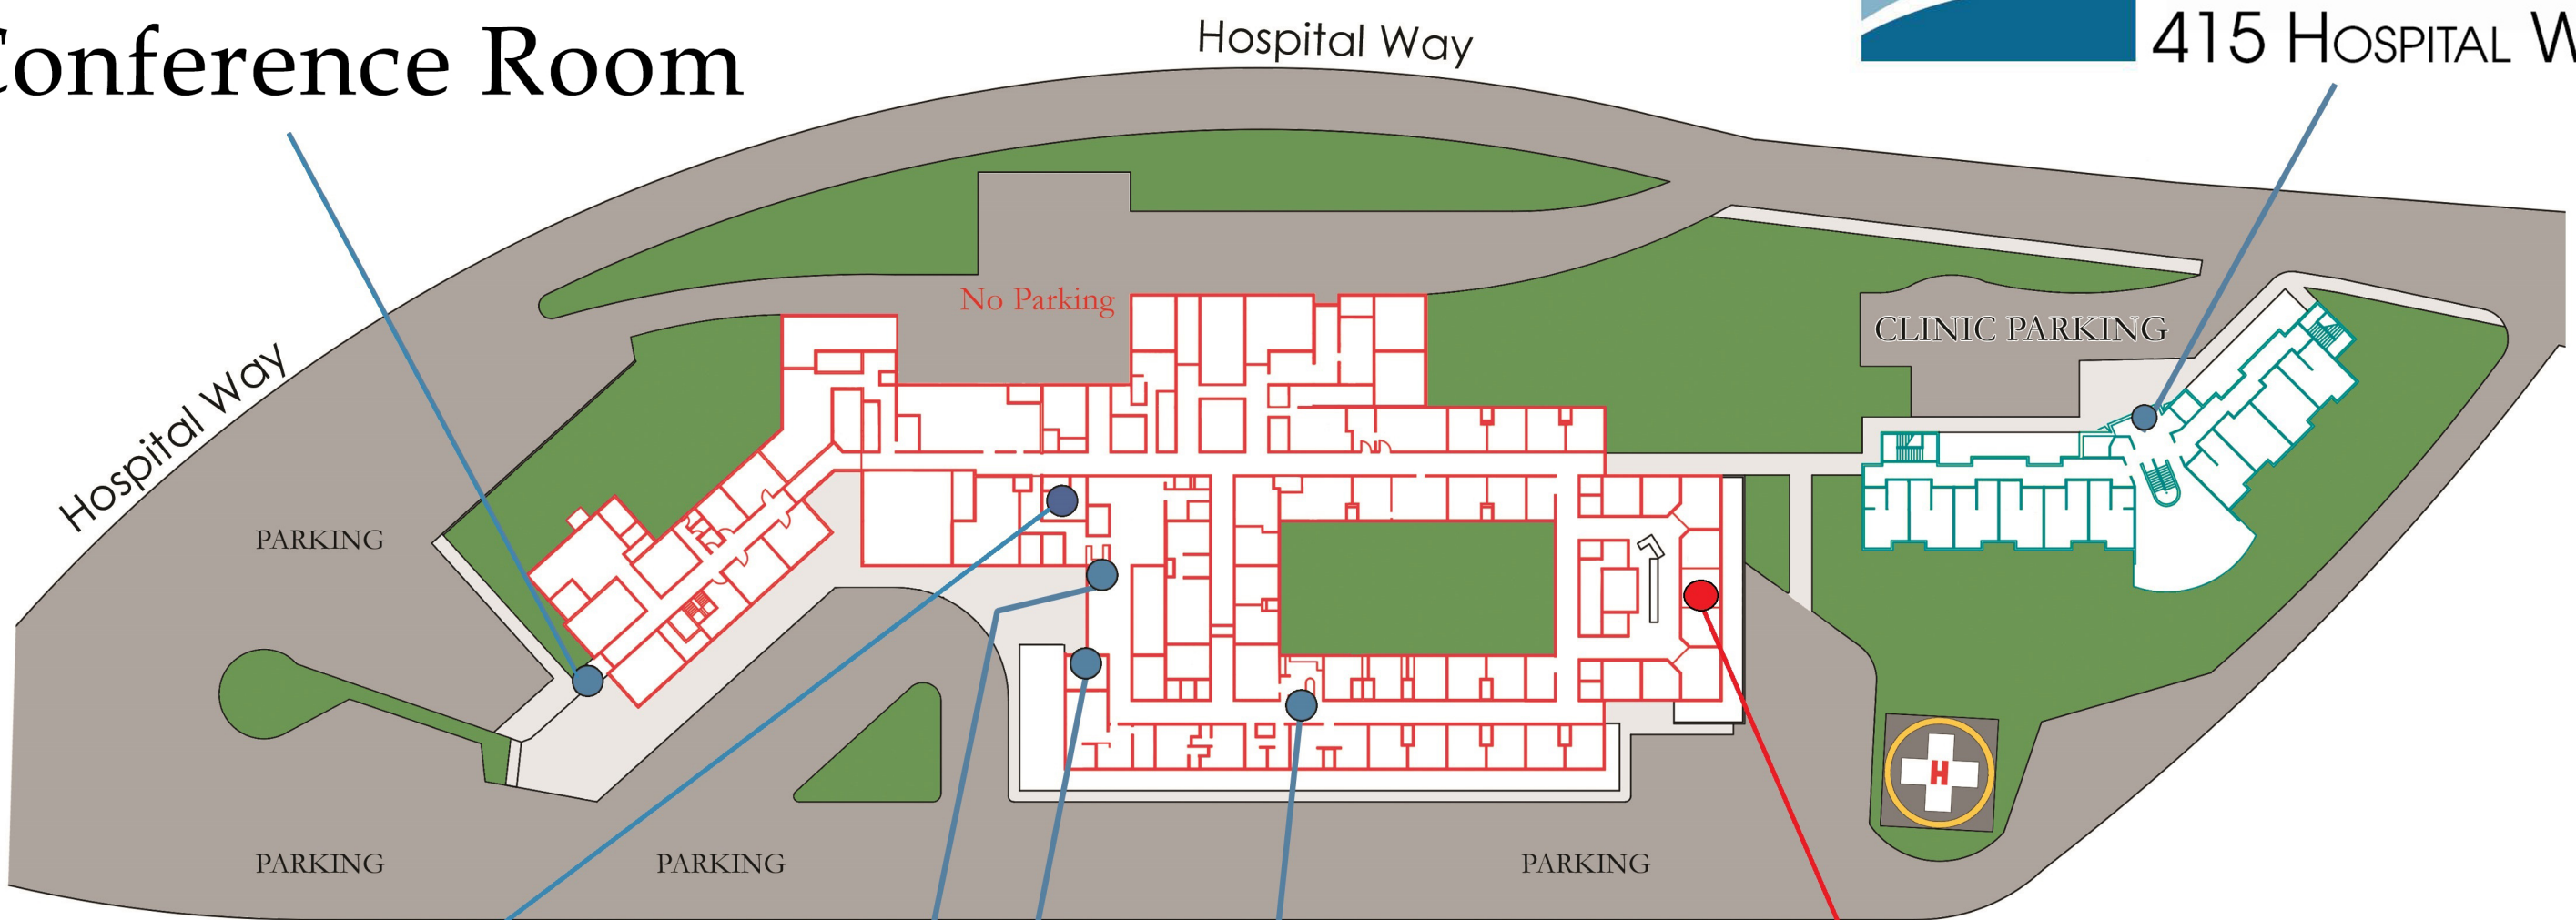 Conference Room
Hospital Way
415 HOSPITAL W
No Parking
CLINIC PARKING
Hospital Way
PARKING
PARKING
PARKING
PARKING
H